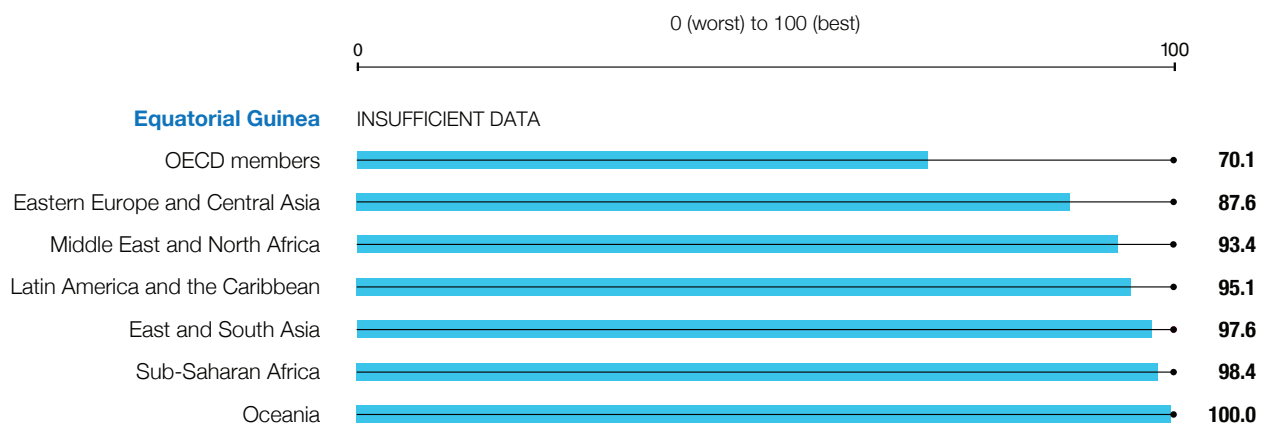 0 (worst) to 100 (best)
0 100
Equatorial Guinea INSUFFICIENT DATA
OECD members 70.1
Eastern Europe and Central Asia 87.6
Middle East and North Africa 93.4
Latin America and the Caribbean 95.1
East and South Asia 97.6
Sub-Saharan Africa 98.4
Oceania 100.0